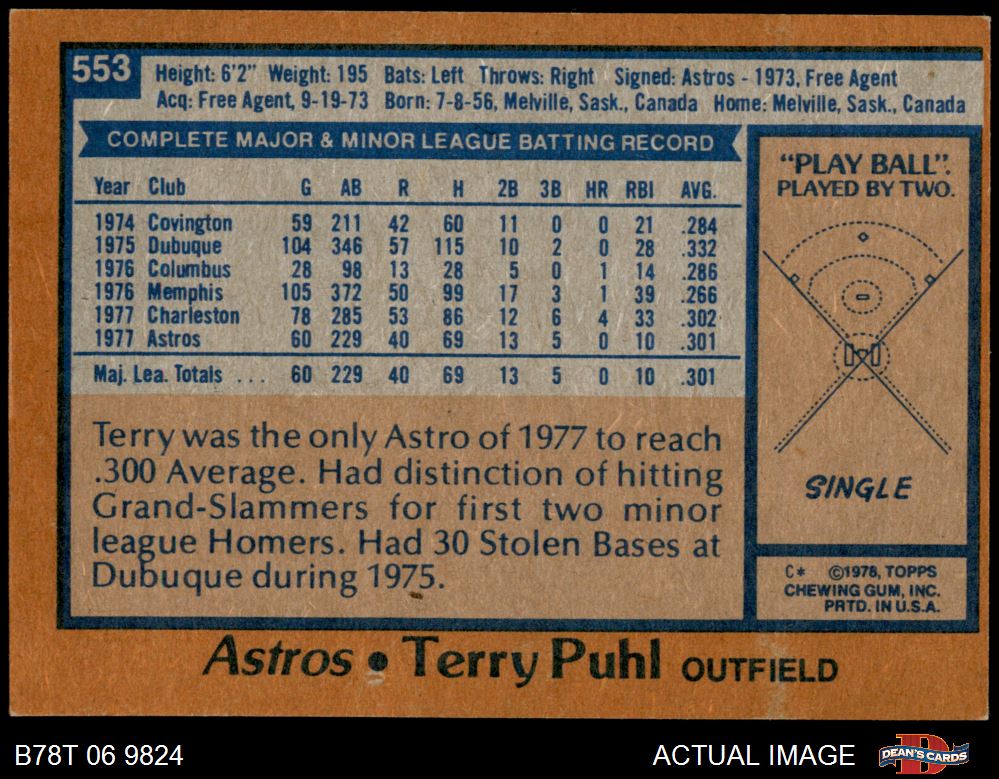 553
Height: 6'2" Weight: 195 Bats: Left Throws: Right Signed: Astros - 1973, Free Agent
Acq: Free Agent, 9-19-73 Born: 7-8-56, Melville, Sask., Canada Home: Melville, Sask., Canada
COMPLETE MAJOR & MINOR LEAGUE BATTING RECORD
Year Club G AB R H 2B 3B HR RBI AVG.
1974 Covington 59 211 42 60 11 0 0 21 .284
1975 Dubuque 104 346 57 115 10 2 0 28 .332
1976 Columbus 28 98 13 28 5 0 1 14 .286
1976 Memphis 105 372 50 99 17 3 1 39 .266
1977 Charleston 78 285 53 86 12 6 4 33 .302
1977 Astros 60 229 40 69 13 5 0 10 .301
Maj. Lea. Totals ... 60 229 40 69 13 5 0 10 .301
Terry was the only Astro of 1977 to reach
.300 Average. Had distinction of hitting
Grand-Slammers for first two minor
league Homers. Had 30 Stolen Bases at
Dubuque during 1975.
"PLAY BALL".
PLAYED BY TWO.
SINGLE
C* ©1978, TOPPS
CHEWING GUM, INC.
PRTD. IN U.S.A.
Astros • Terry Puhl OUTFIELD
B78T 06 9824
ACTUAL IMAGE
DEAN'S CARDS